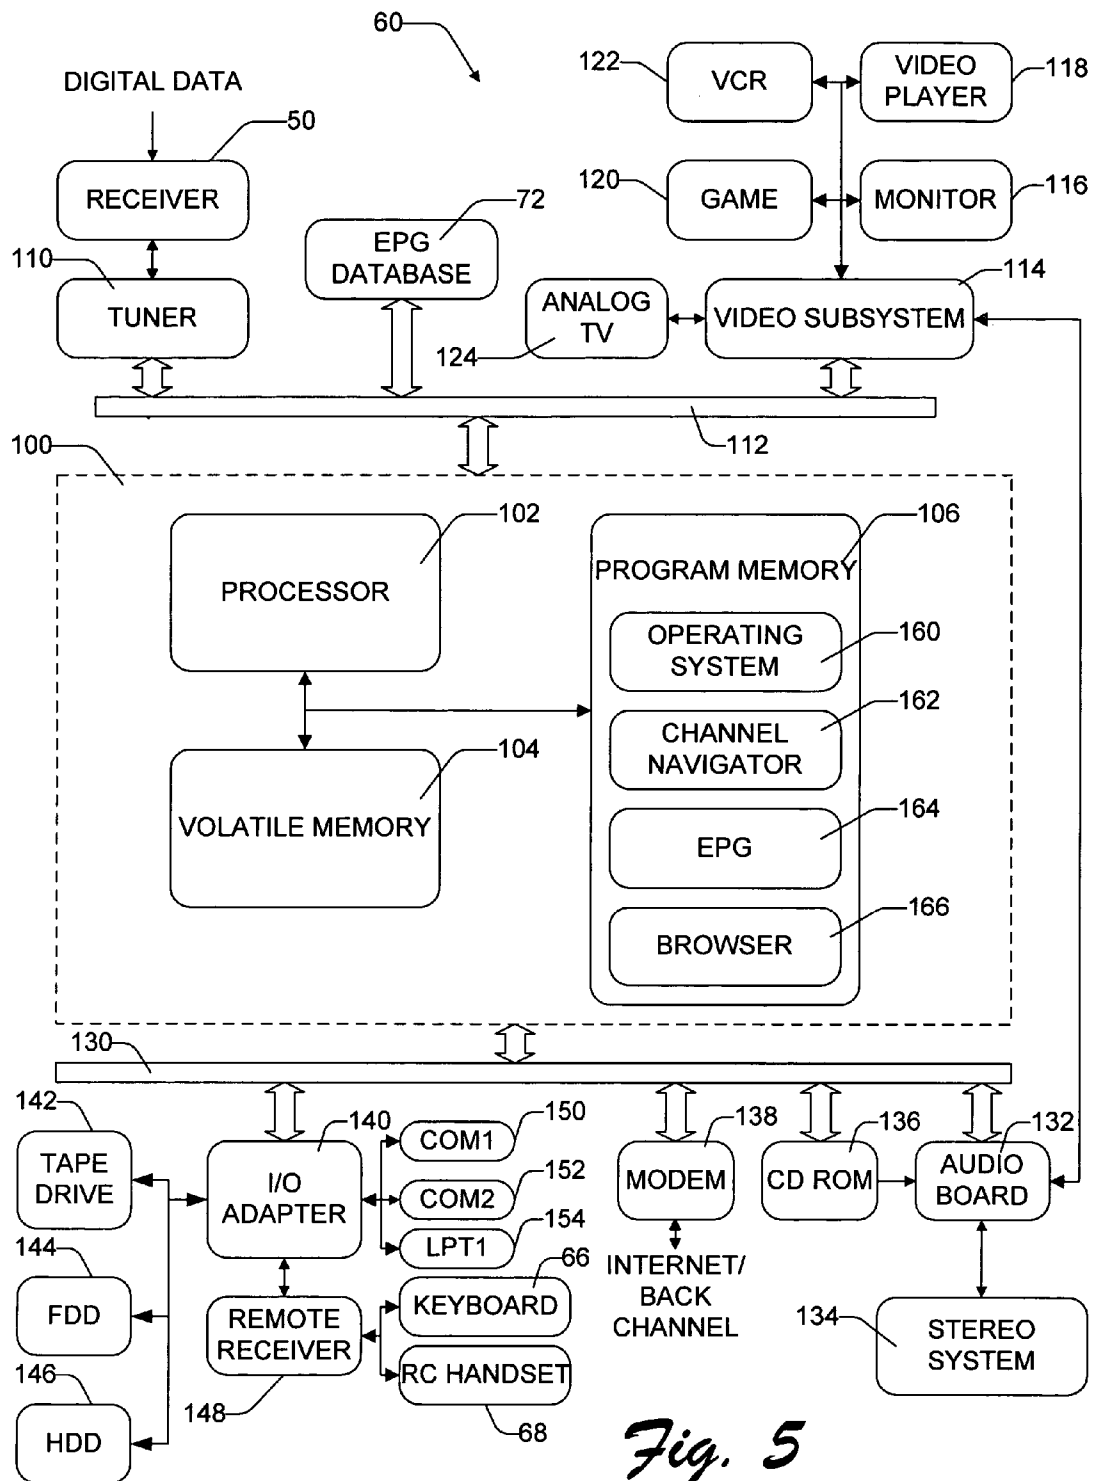 60
DIGITAL DATA
50
RECEIVER
110
TUNER
72
EPG
DATABASE
122
VCR
VIDEO
PLAYER
118
120
GAME
MONITOR
116
ANALOG
TV
124
114
VIDEO SUBSYSTEM
112
100
102
PROCESSOR
104
VOLATILE MEMORY
106
PROGRAM MEMORY
OPERATING
SYSTEM
160
CHANNEL
NAVIGATOR
162
EPG
164
BROWSER
166
130
142
TAPE
DRIVE
144
FDD
146
HDD
140
I/O
ADAPTER
COM1
150
COM2
152
LPT1
154
REMOTE
RECEIVER
148
66
KEYBOARD
RC HANDSET
68
138
MODEM
INTERNET/
BACK
CHANNEL
136
CD ROM
132
AUDIO
BOARD
134
STEREO
SYSTEM
Fig. 5